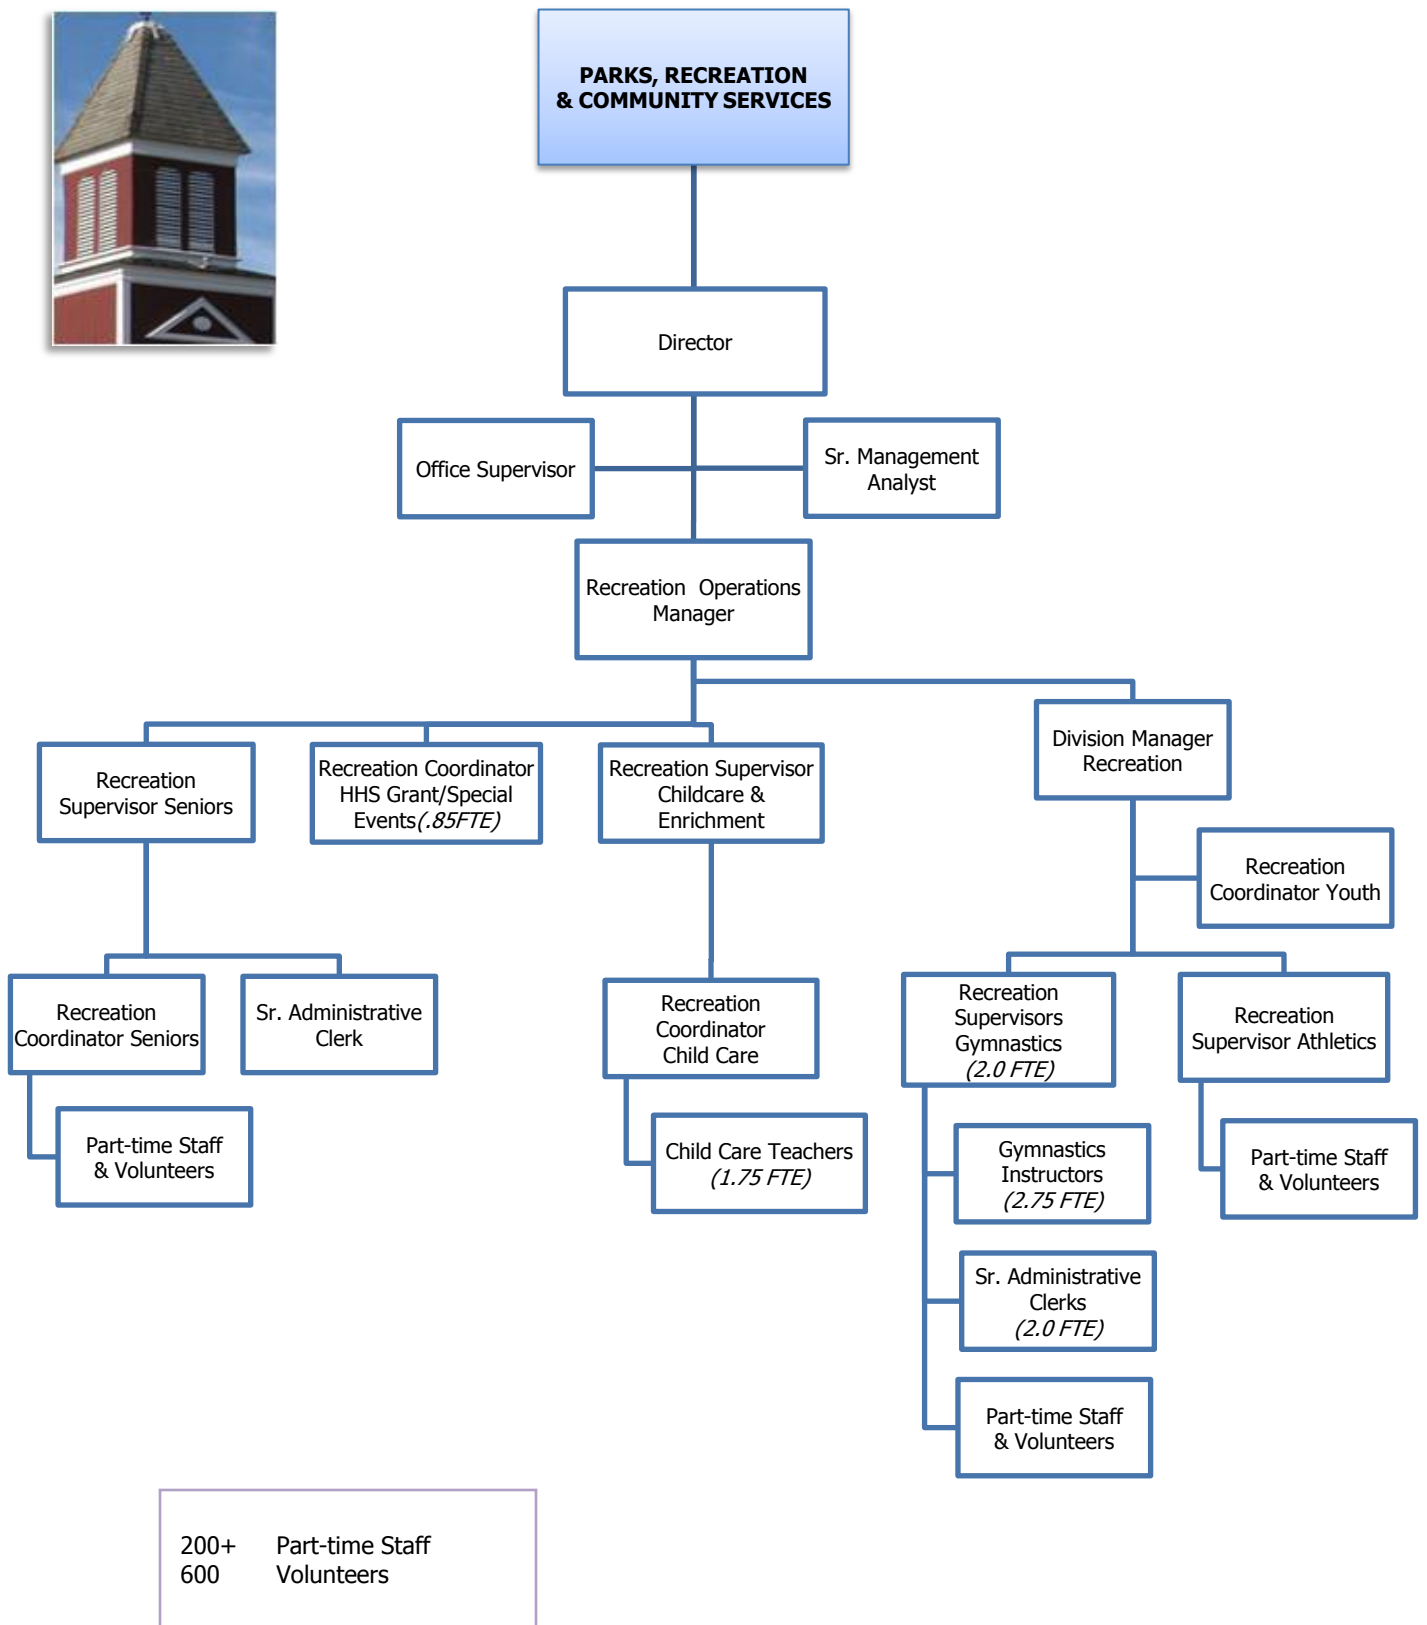 PARKS, RECREATION
& COMMUNITY SERVICES
Director
Office Supervisor
Sr. Management
Analyst
Recreation Operations
Manager
Recreation
Supervisor Seniors
Recreation Coordinator
HHS Grant/Special
Events(.85FTE)
Recreation Supervisor
Childcare &
Enrichment
Division Manager
Recreation
Recreation
Coordinator Youth
Recreation
Coordinator Seniors
Sr. Administrative
Clerk
Recreation
Coordinator
Child Care
Recreation
Supervisors
Gymnastics
(2.0 FTE)
Recreation
Supervisor Athletics
Part-time Staff
& Volunteers
Child Care Teachers
(1.75 FTE)
Gymnastics
Instructors
(2.75 FTE)
Part-time Staff
& Volunteers
Sr. Administrative
Clerks
(2.0 FTE)
Part-time Staff
& Volunteers
200+ Part-time Staff
600 Volunteers